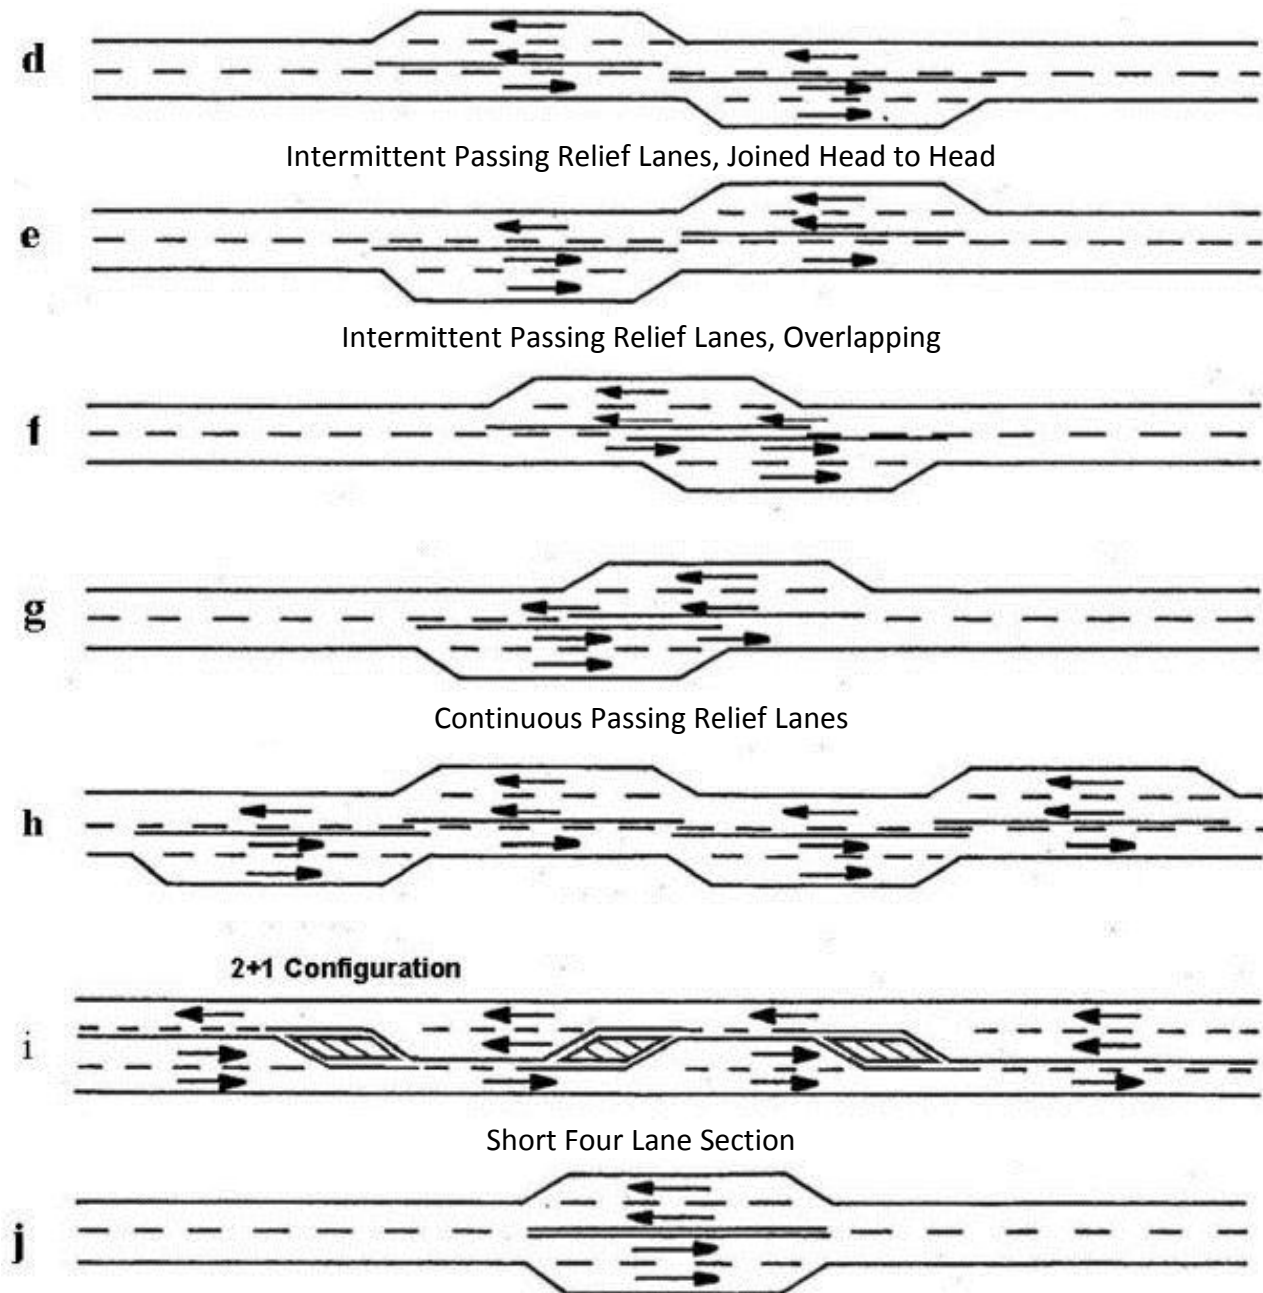 d
Intermittent Passing Relief Lanes, Joined Head to Head
e
Intermittent Passing Relief Lanes, Overlapping
f
g
Continuous Passing Relief Lanes
h
2+1 Configuration
i
Short Four Lane Section
j